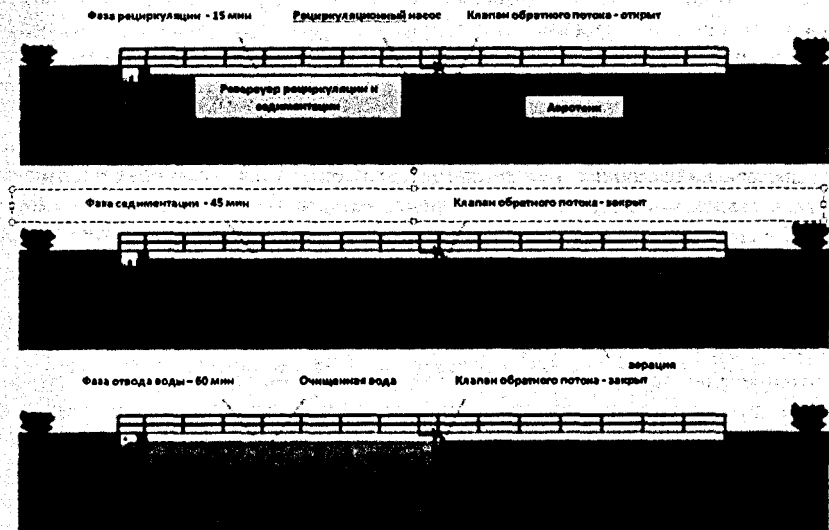 Фаза рециркуляции - 15 мин Рециркуляционный насос Клапан обратного потока - открыт
Резервуар рециркуляции и
седиментации
Аэротенк
Фаза седиментации - 45 мин Клапан обратного потока - закрыт
аерация
Фаза отвода воды - 60 мин Очищенная вода Клапан обратного потока - закрыт